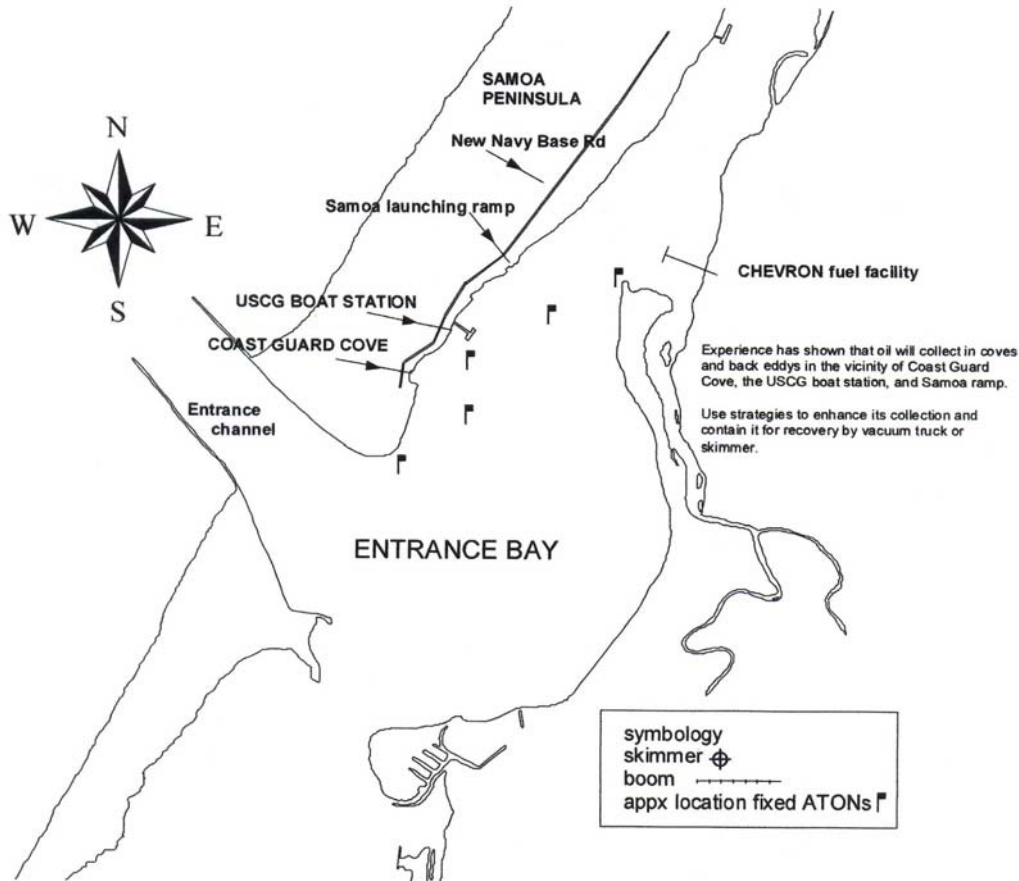 SAMOA
PENINSULA
New Navy Base Rd
N
W
E
S
Samoa launching ramp
CHEVRON fuel facility
USCG BOAT STATION
COAST GUARD COVE
Experience has shown that oil will collect in coves
and back eddys in the vicinity of Coast Guard
Cove, the USCG boat station, and Samoa ramp.
Use strategies to enhance its collection and
contain it for recovery by vacuum truck or
skimmer.
Entrance
channel
ENTRANCE BAY
symbology
skimmer
boom
appx location fixed ATONs